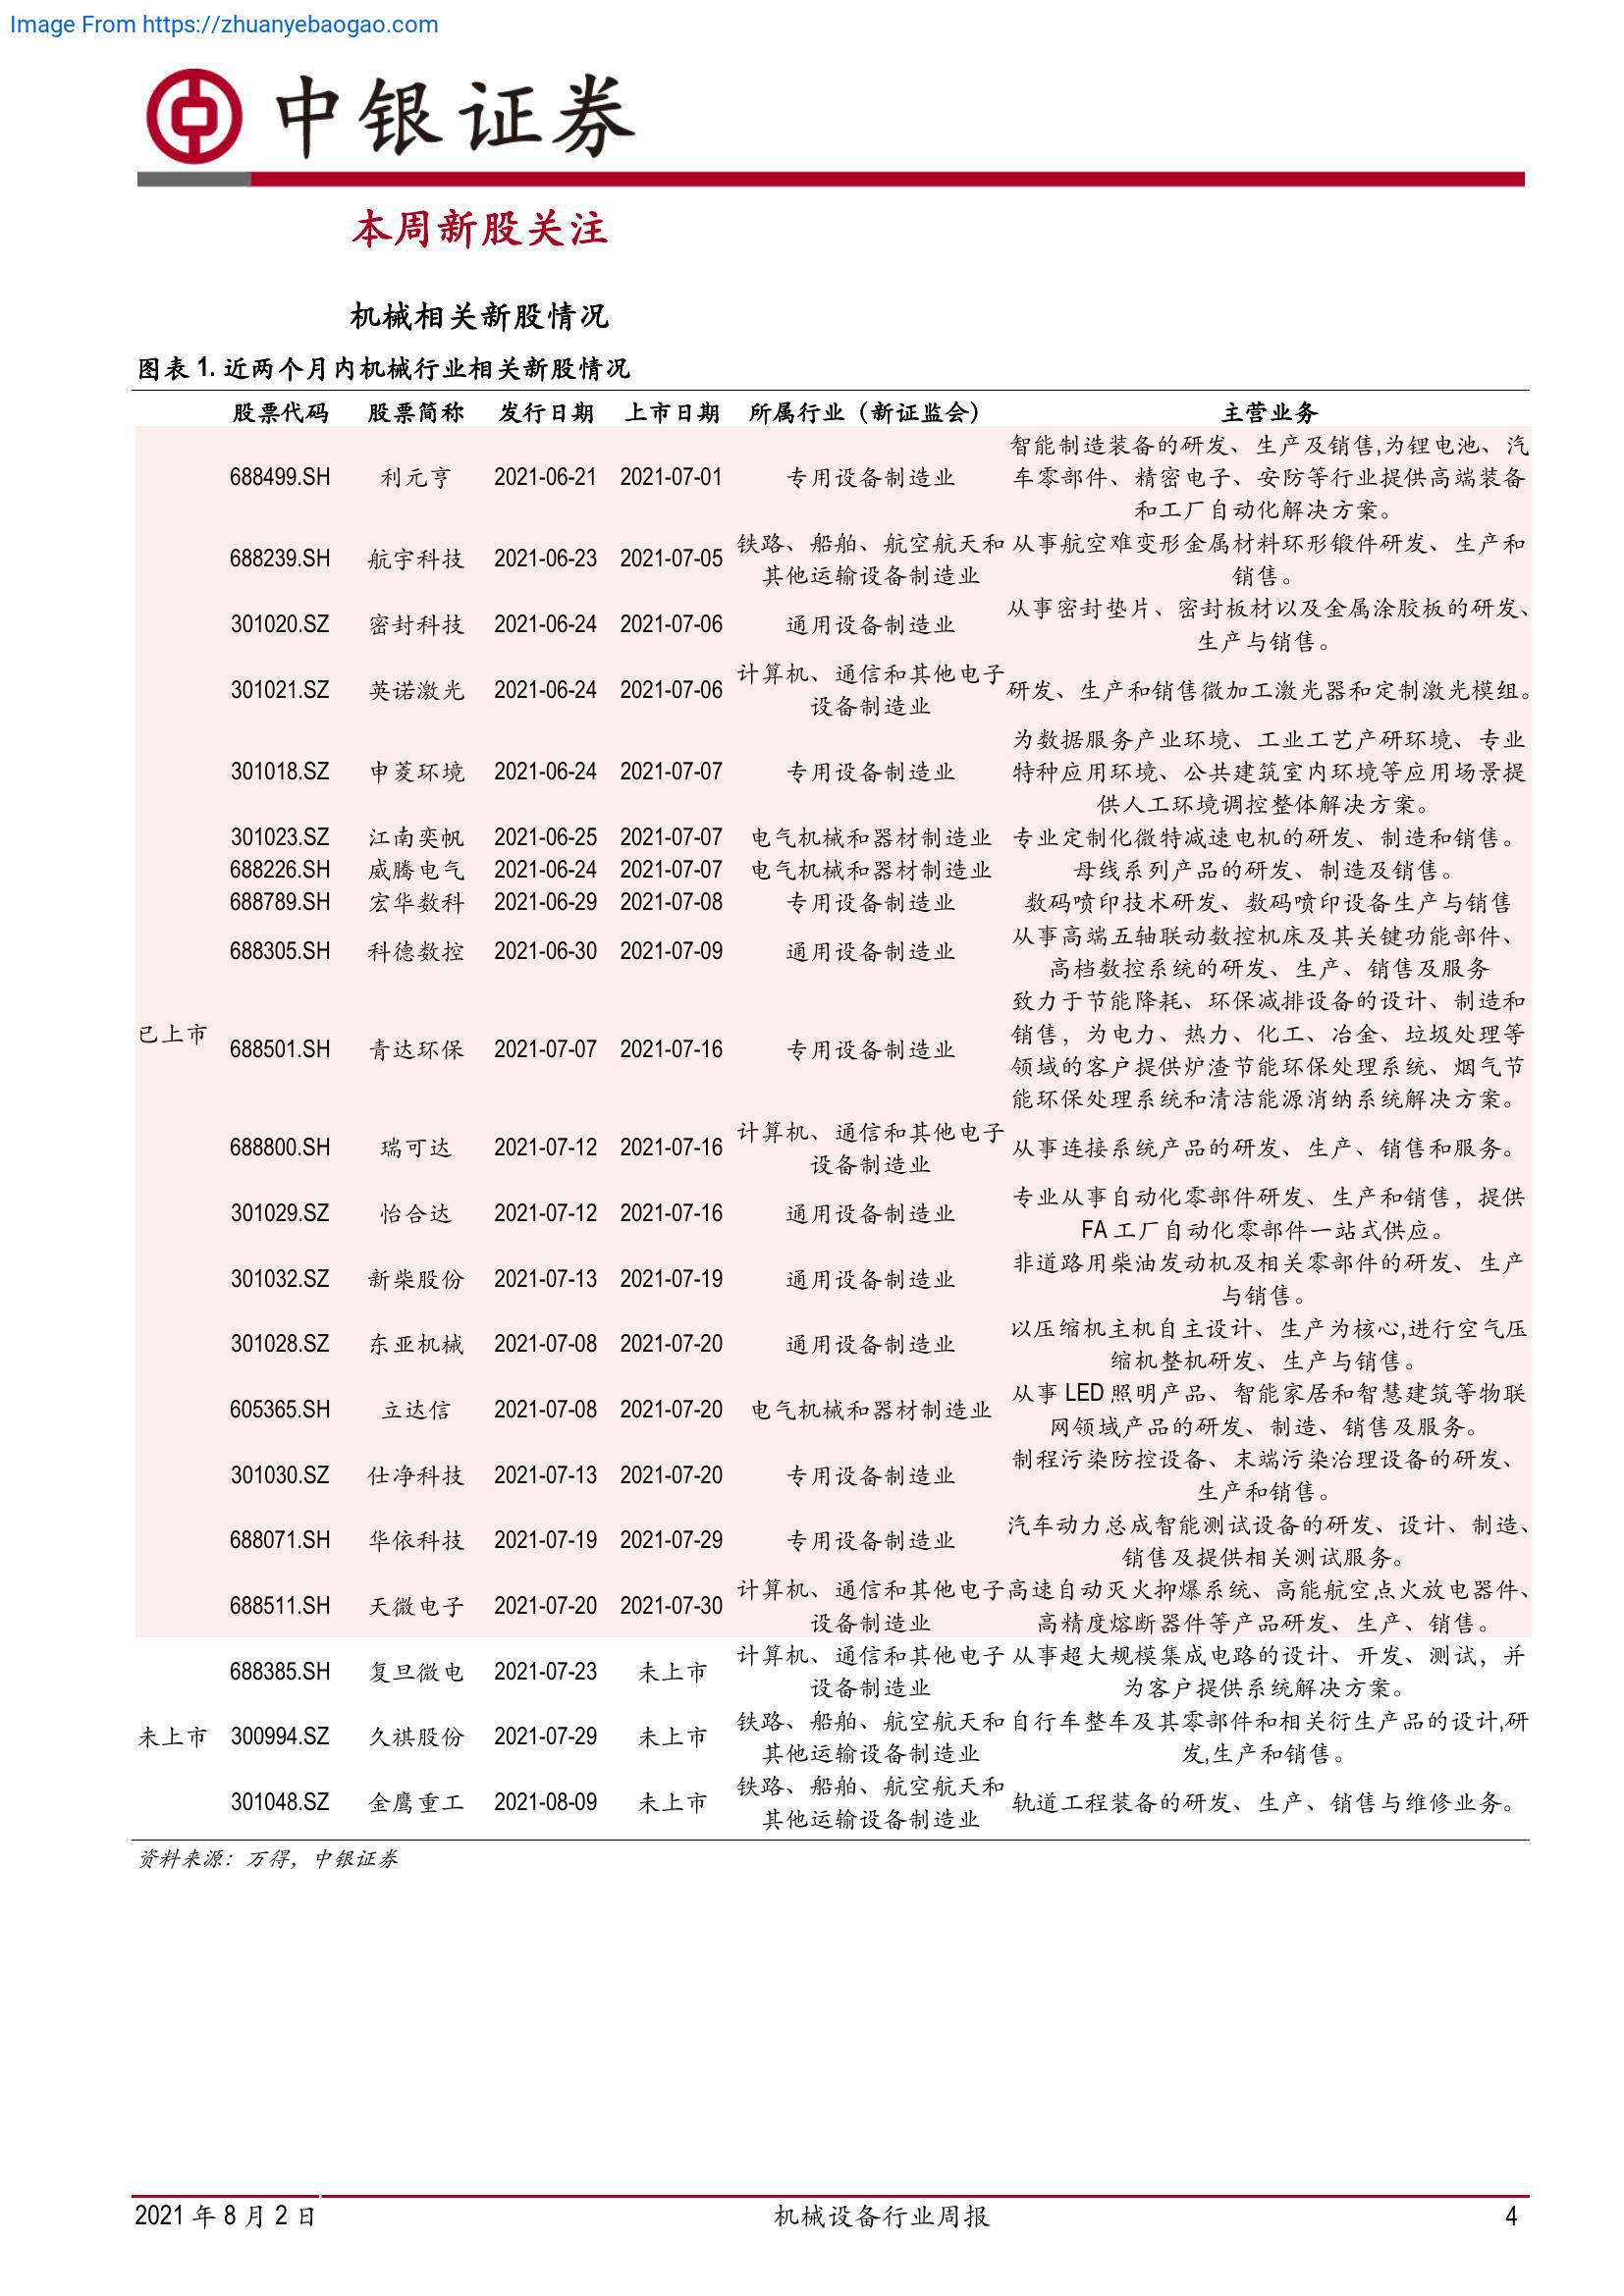 Image From https://zhuanyebaogao.com
中银证券
本周新股关注
机械相关新股情况
图表 1. 近两个月内机械行业相关新股情况
股票代码 股票简称 发行日期 上市日期 所属行业（新证监会） 主营业务
智能制造装备的研发、生产及销售,为锂电池、汽
688499.SH 利元亨 2021-06-21 2021-07-01 专用设备制造业 车零部件、精密电子、安防等行业提供高端装备
和工厂自动化解决方案。
铁路、船舶、航空航天和 从事航空难变形金属材料环形锻件研发、生产和
688239.SH 航宇科技 2021-06-23 2021-07-05
其他运输设备制造业 销售。
从事密封垫片、密封板材以及金属涂胶板的研发、
301020.SZ 密封科技 2021-06-24 2021-07-06 通用设备制造业
生产与销售。
计算机、通信和其他电子
301021.SZ 英诺激光 2021-06-24 2021-07-06 研发、生产和销售微加工激光器和定制激光模组。
设备制造业
为数据服务产业环境、工业工艺产研环境、专业
301018.SZ 申菱环境 2021-06-24 2021-07-07 专用设备制造业 特种应用环境、公共建筑室内环境等应用场景提
供人工环境调控整体解决方案。
301023.SZ 江南奕帆 2021-06-25 2021-07-07 电气机械和器材制造业 专业定制化微特减速电机的研发、制造和销售。
688226.SH 威腾电气 2021-06-24 2021-07-07 电气机械和器材制造业 母线系列产品的研发、制造及销售。
688789.SH 宏华数科 2021-06-29 2021-07-08 专用设备制造业 数码喷印技术研发、数码喷印设备生产与销售
从事高端五轴联动数控机床及其关键功能部件、
688305.SH 科德数控 2021-06-30 2021-07-09 通用设备制造业
高档数控系统的研发、生产、销售及服务
致力于节能降耗、环保减排设备的设计、制造和
已上市
销售，为电力、热力、化工、冶金、垃圾处理等
688501.SH 青达环保 2021-07-07 2021-07-16 专用设备制造业
领域的客户提供炉渣节能环保处理系统、烟气节
能环保处理系统和清洁能源消纳系统解决方案。
计算机、通信和其他电子
688800.SH 瑞可达 2021-07-12 2021-07-16 从事连接系统产品的研发、生产、销售和服务。
设备制造业
专业从事自动化零部件研发、生产和销售，提供
301029.SZ 怡合达 2021-07-12 2021-07-16 通用设备制造业
FA 工厂自动化零部件一站式供应。
非道路用柴油发动机及相关零部件的研发、生产
301032.SZ 新柴股份 2021-07-13 2021-07-19 通用设备制造业
与销售。
以压缩机主机自主设计、生产为核心,进行空气压
301028.SZ 东亚机械 2021-07-08 2021-07-20 通用设备制造业
缩机整机研发、生产与销售。
从事 LED 照明产品、智能家居和智慧建筑等物联
605365.SH 立达信 2021-07-08 2021-07-20 电气机械和器材制造业
网领域产品的研发、制造、销售及服务。
制程污染防控设备、末端污染治理设备的研发、
301030.SZ 仕净科技 2021-07-13 2021-07-20 专用设备制造业
生产和销售。
汽车动力总成智能测试设备的研发、设计、制造、
688071.SH 华依科技 2021-07-19 2021-07-29 专用设备制造业
销售及提供相关测试服务。
计算机、通信和其他电子 高速自动灭火抑爆系统、高能航空点火放电器件、
688511.SH 天微电子 2021-07-20 2021-07-30
设备制造业 高精度熔断器件等产品研发、生产、销售。
计算机、通信和其他电子 从事超大规模集成电路的设计、开发、测试，并
688385.SH 复旦微电 2021-07-23 未上市
设备制造业 为客户提供系统解决方案。
铁路、船舶、航空航天和 自行车整车及其零部件和相关衍生产品的设计,研
未上市 300994.SZ 久祺股份 2021-07-29 未上市
其他运输设备制造业 发,生产和销售。
铁路、船舶、航空航天和
301048.SZ 金鹰重工 2021-08-09 未上市 轨道工程装备的研发、生产、销售与维修业务。
其他运输设备制造业
资料来源：万得，中银证券
2021 年 8 月 2 日 机械设备行业周报 4